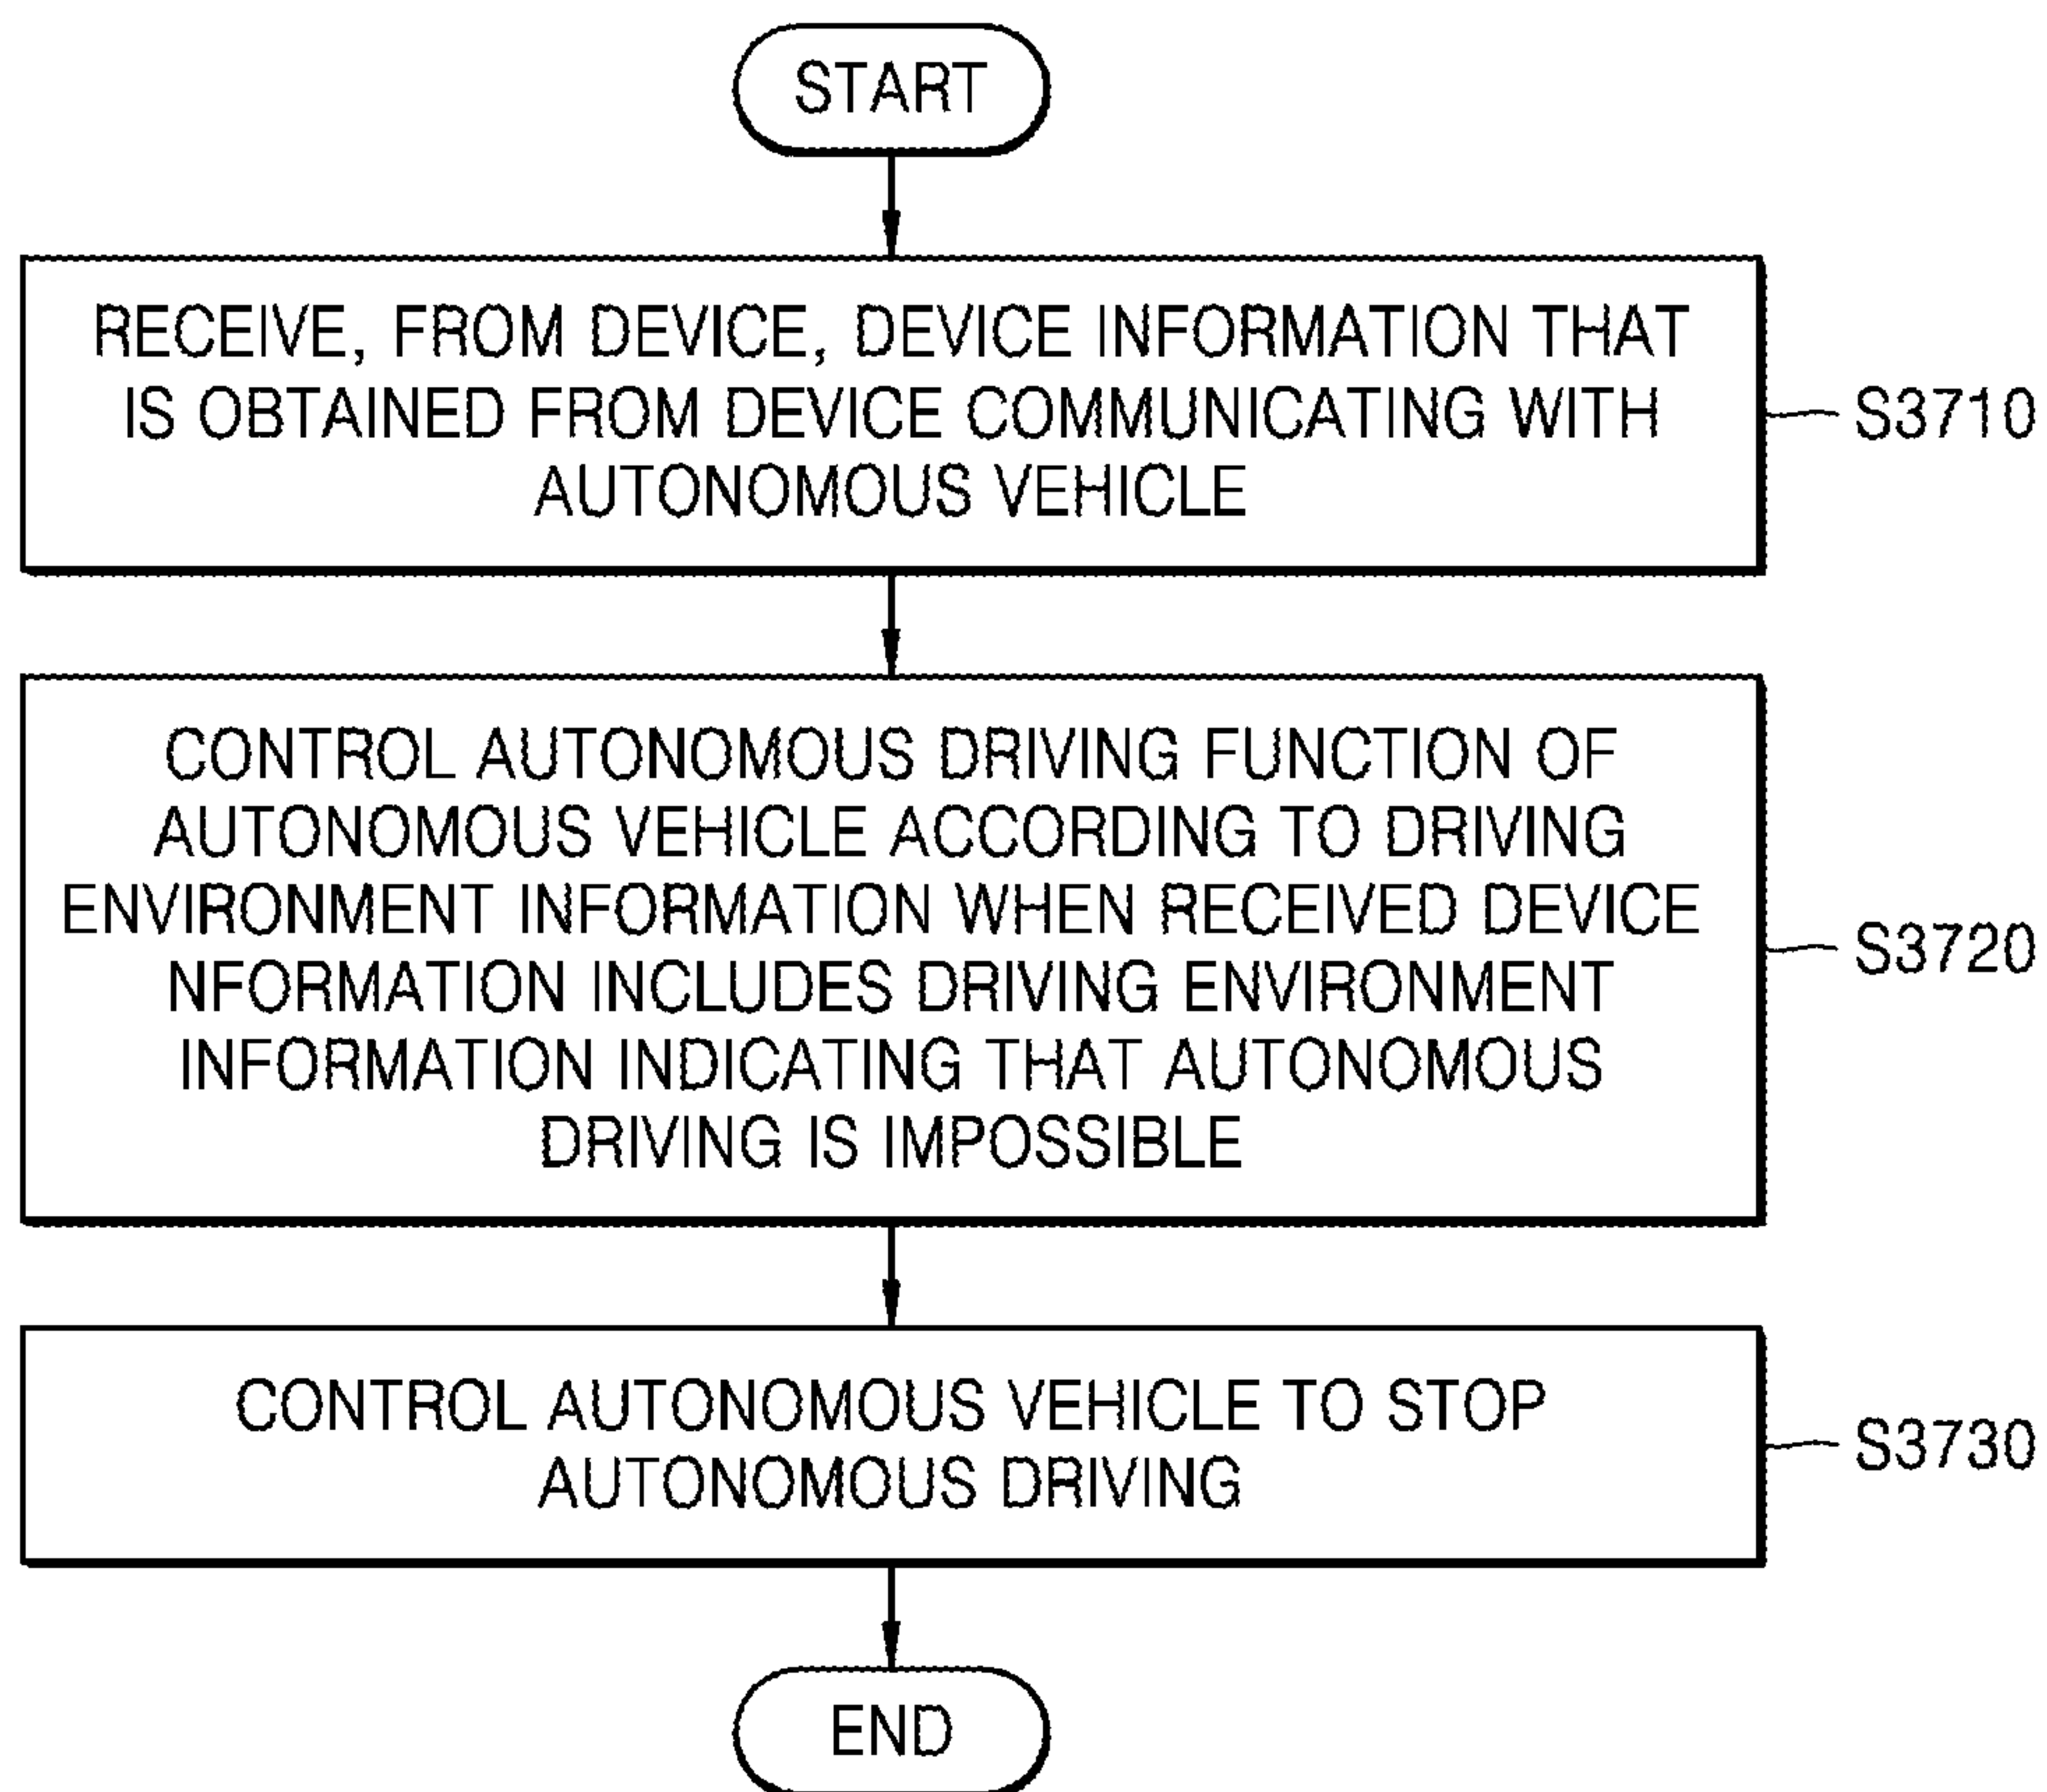 START
RECEIVE, FROM DEVICE, DEVICE INFORMATION THAT
IS OBTAINED FROM DEVICE COMMUNICATING WITH
AUTONOMOUS VEHICLE
S3710
CONTROL AUTONOMOUS DRIVING FUNCTION OF
AUTONOMOUS VEHICLE ACCORDING TO DRIVING
ENVIRONMENT INFORMATION WHEN RECEIVED DEVICE
NFORMATION INCLUDES DRIVING ENVIRONMENT
INFORMATION INDICATING THAT AUTONOMOUS
DRIVING IS IMPOSSIBLE
S3720
CONTROL AUTONOMOUS VEHICLE TO STOP
AUTONOMOUS DRIVING
S3730
END